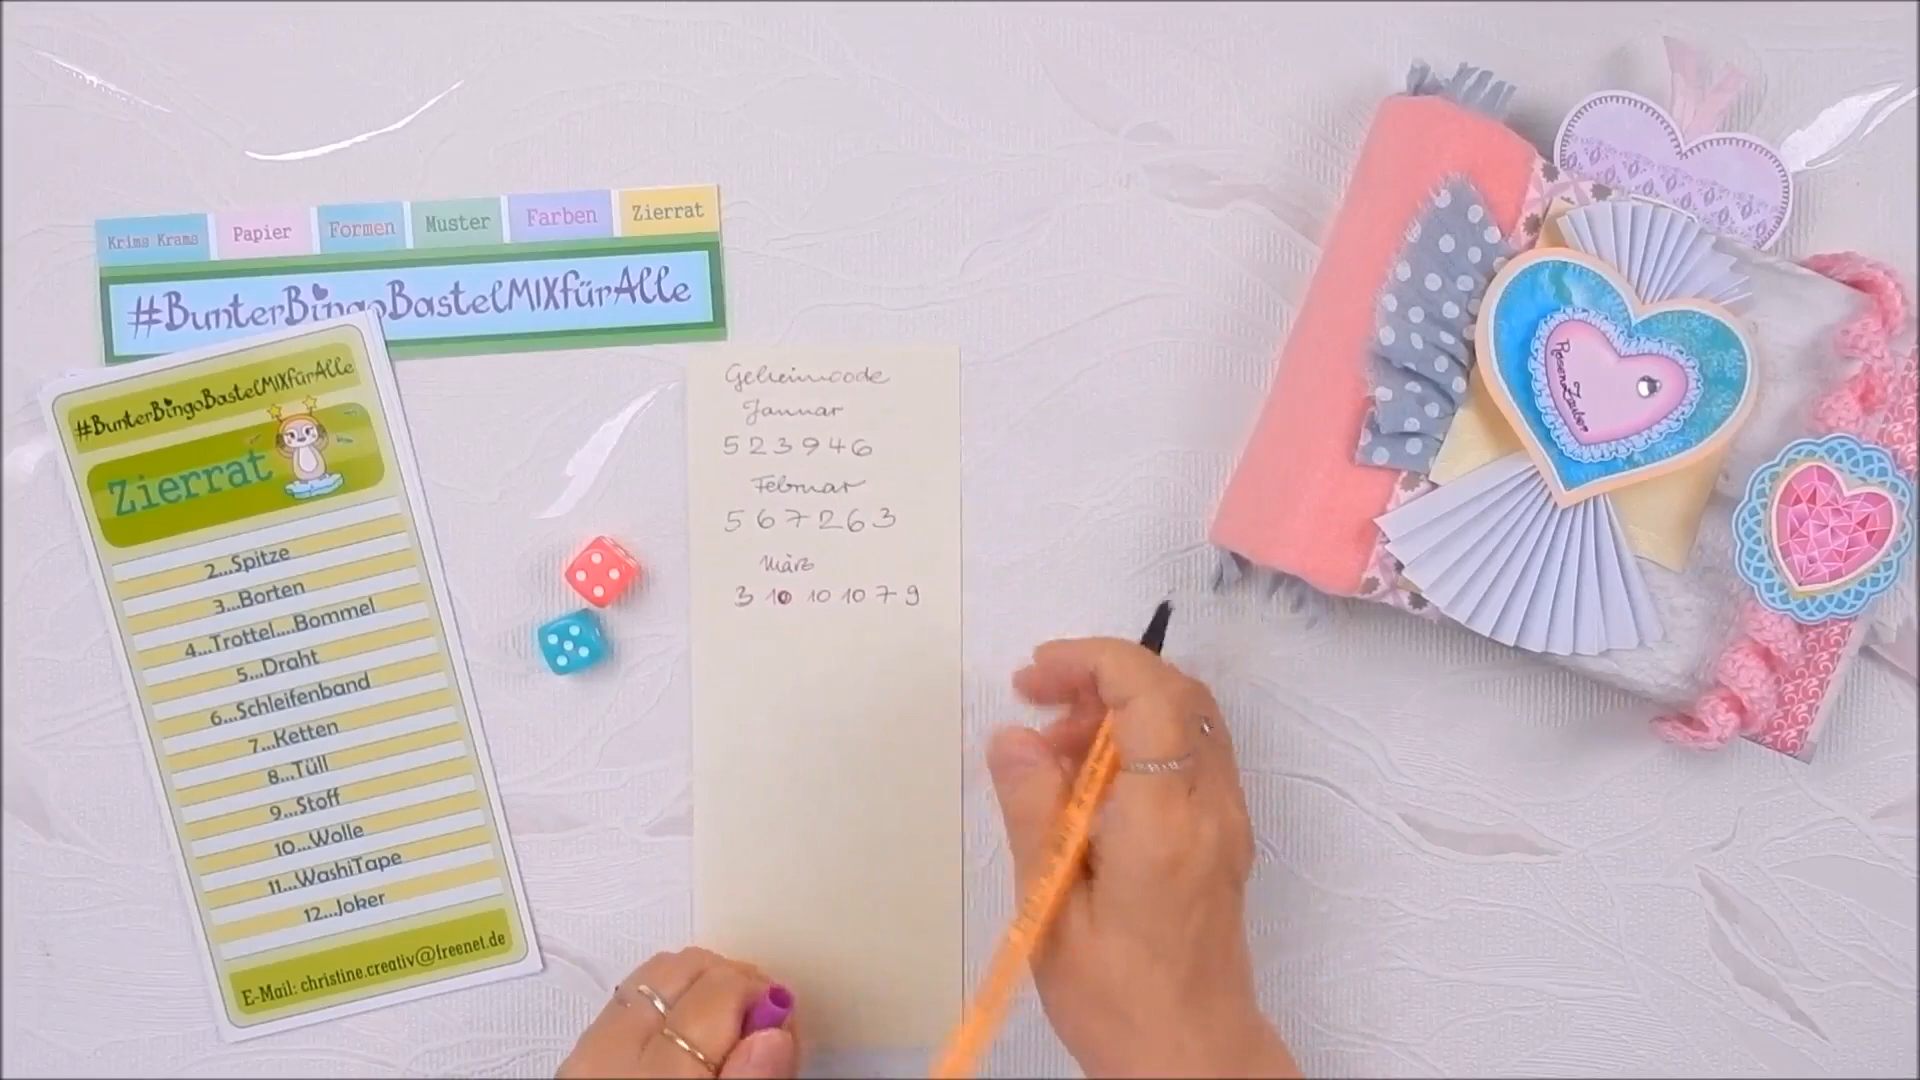 Krims Krams Papier Formen Muster Farben Zierrat
#BunterBingoBastelMIXfürAlle
#BunterBingoBastelMIXfürAlle
Zierrat
2...Spitze
3...Borten
4...Trottel....Bommel
5...Draht
6...Schleifenband
7...Ketten
8...Tüll
9...Stoff
10...Wolle
11...WashiTape
12...Joker
E-Mail: christine.creativ@freenet.de
Geheimcode
Januar
5 2 3 9 4 6
Februar
5 6 7 2 6 3
März
3 10 10 10 7 9
Rosen Zauber